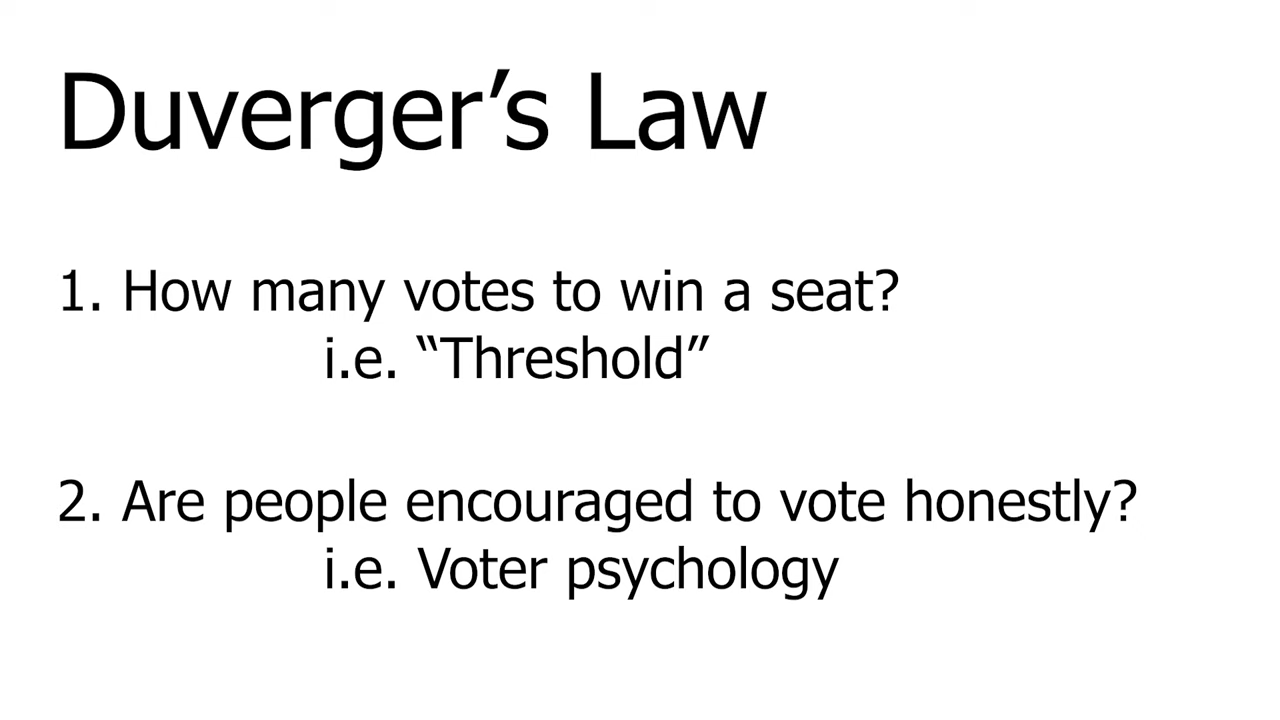 Duverger’s Law
1. How many votes to win a seat?
i.e. “Threshold”
2. Are people encouraged to vote honestly?
i.e. Voter psychology